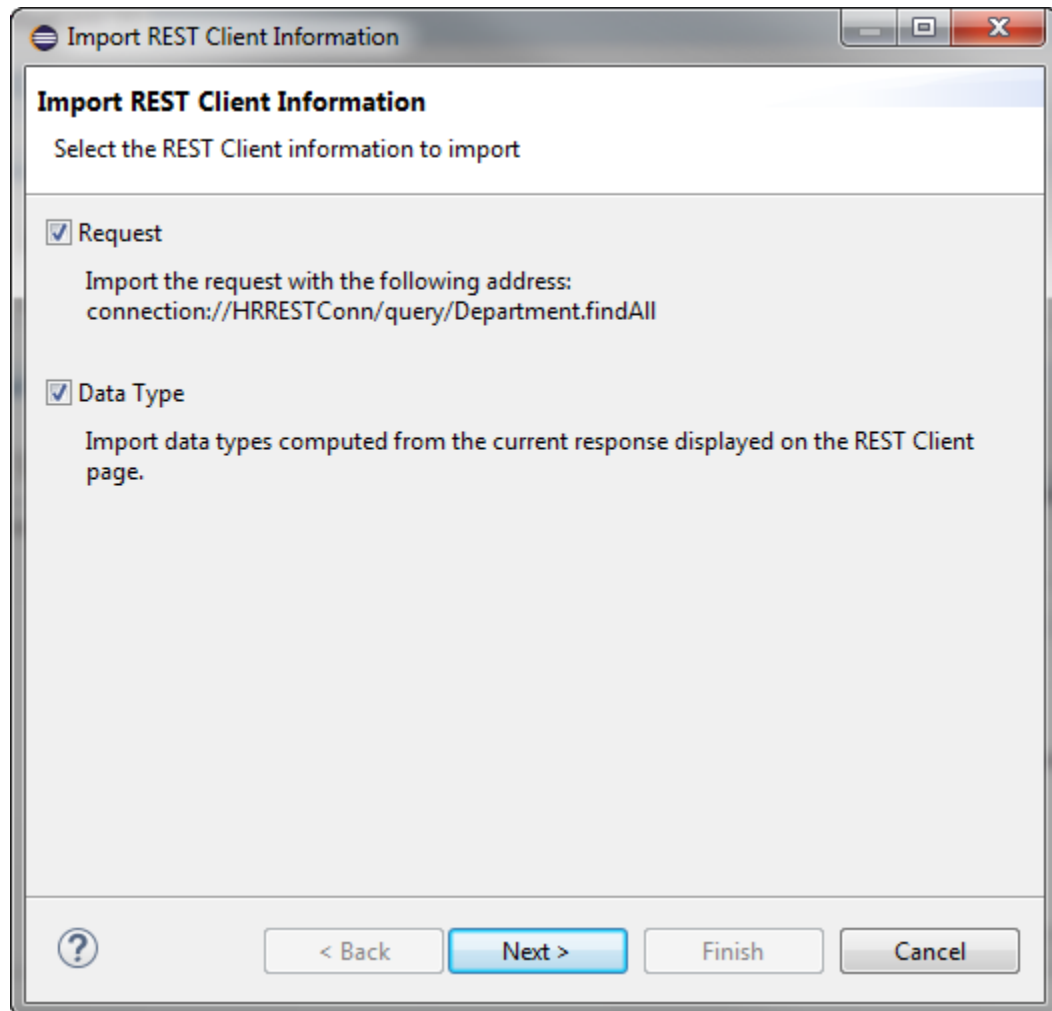 Import REST Client Information
Import REST Client Information
Select the REST Client information to import
Request
Import the request with the following address:
connection://HRRESTConn/query/Department.findAll
Data Type
Import data types computed from the current response displayed on the REST Client
page.
?
< Back
Next >
Finish
Cancel